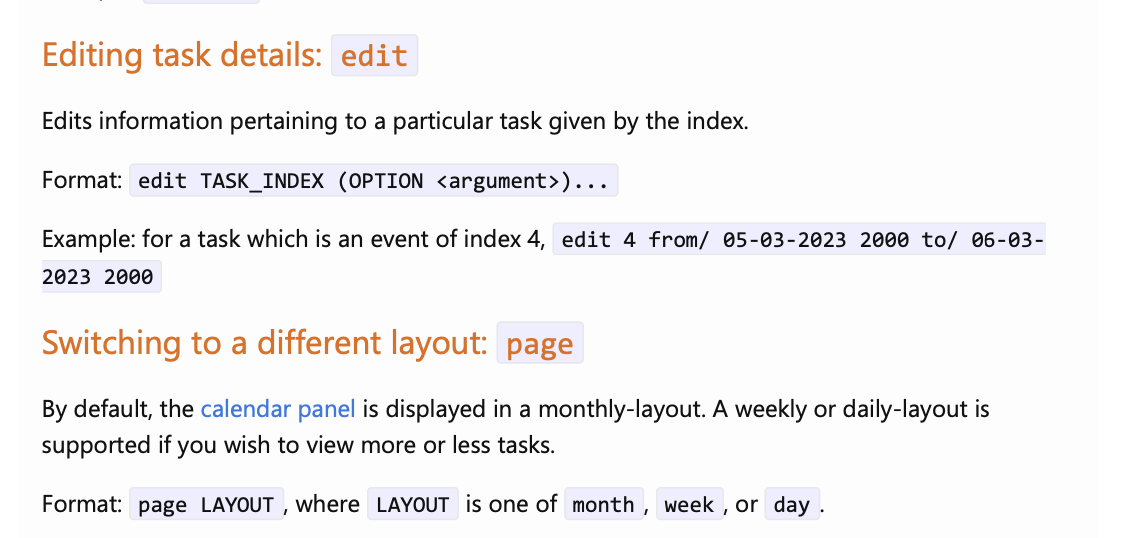 Editing task details: edit
Edits information pertaining to a particular task given by the index.
Format: edit TASK_INDEX (OPTION <argument>)...
Example: for a task which is an event of index 4, edit 4 from/ 05-03-2023 2000 to/ 06-03-
2023 2000
Switching to a different layout: page
By default, the calendar panel is displayed in a monthly-layout. A weekly or daily-layout is
supported if you wish to view more or less tasks.
Format: page LAYOUT, where LAYOUT is one of month, week, or day.